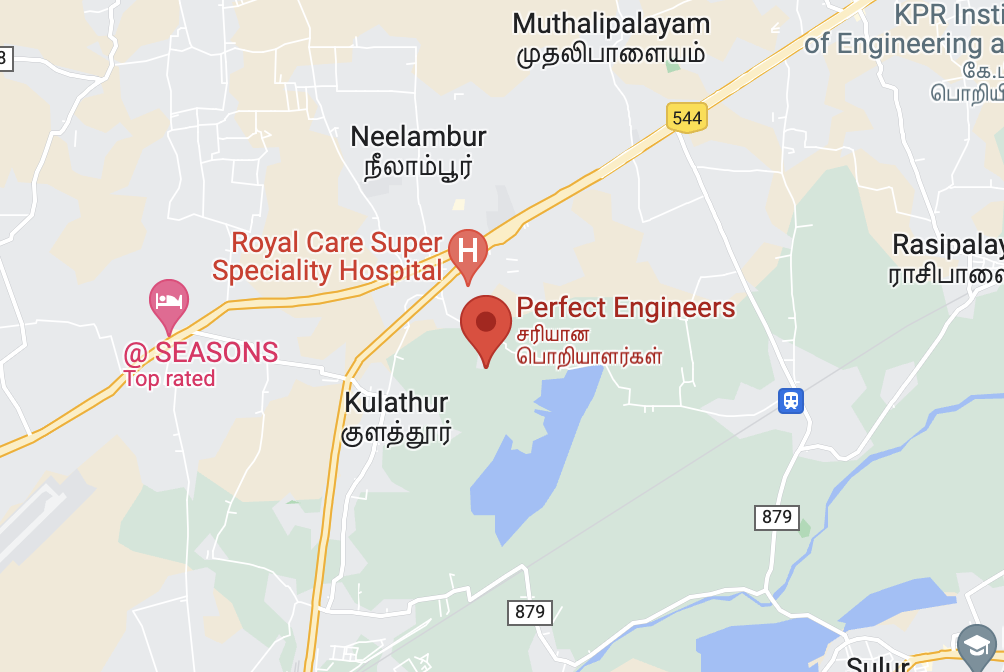 Muthalipalayam
முதலிபாளையம்
KPR Insti
of Engineering a
கே.ப
பொறியி
8
544
Neelambur
நீலாம்பூர்
Royal Care Super
Speciality Hospital
H
Rasipalay
ராசிபாளை
Perfect Engineers
சரியான
பொறியாளர்கள்
@ SEASONS
Top rated
Kulathur
குளத்தூர்
879
879
Sulur